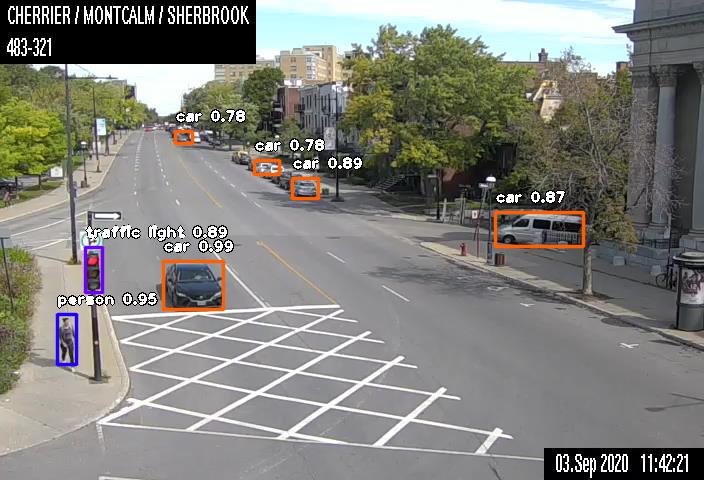 CHERRIER / MONTCALM / SHERBROOK
483-321
car 0.78
car 0.78
car 0.89
car 0.87
traffic light 0.89
car 0.99
person 0.95
03.Sep 2020 11:42:21